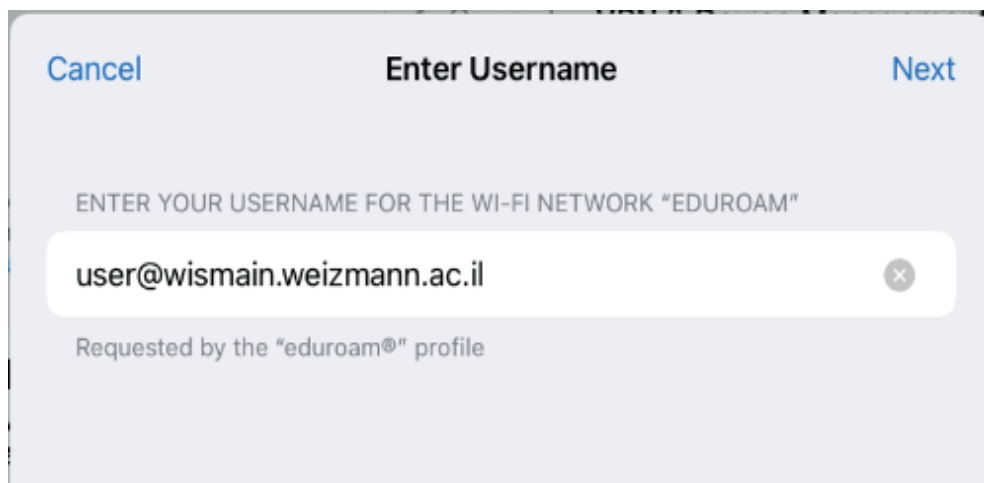 Cancel Enter Username Next
ENTER YOUR USERNAME FOR THE WI-FI NETWORK “EDUROAM”
user@wismain.weizmann.ac.il
Requested by the “eduroam®” profile